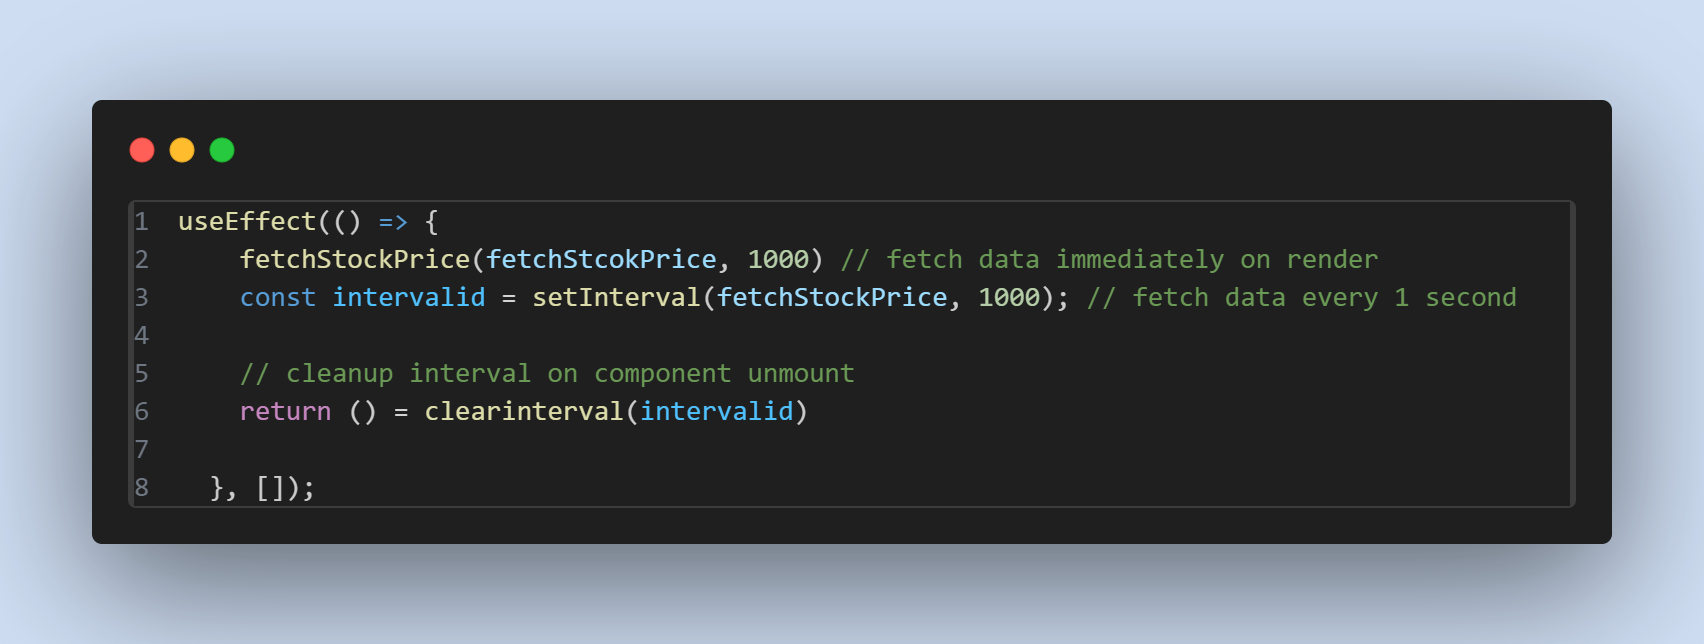 1 useEffect(() => {
2 fetchStockPrice(fetchStcokPrice, 1000) // fetch data immediately on render
3 const intervalid = setInterval(fetchStockPrice, 1000); // fetch data every 1 second
4
5 // cleanup interval on component unmount
6 return () = clearinterval(intervalid)
7
8 }, []);